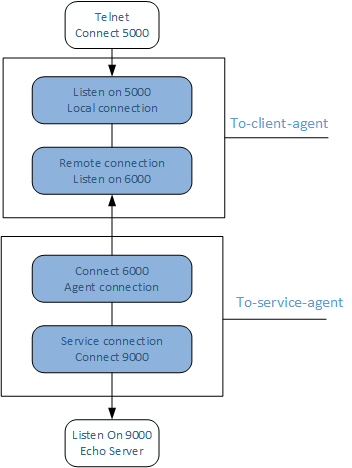 Telnet
Connect 5000
Listen on 5000
Local connection
To-client-agent
Remote connection
Listen on 6000
Connect 6000
Agent connection
To-service-agent
Service connection
Connect 9000
Listen On 9000
Echo Server